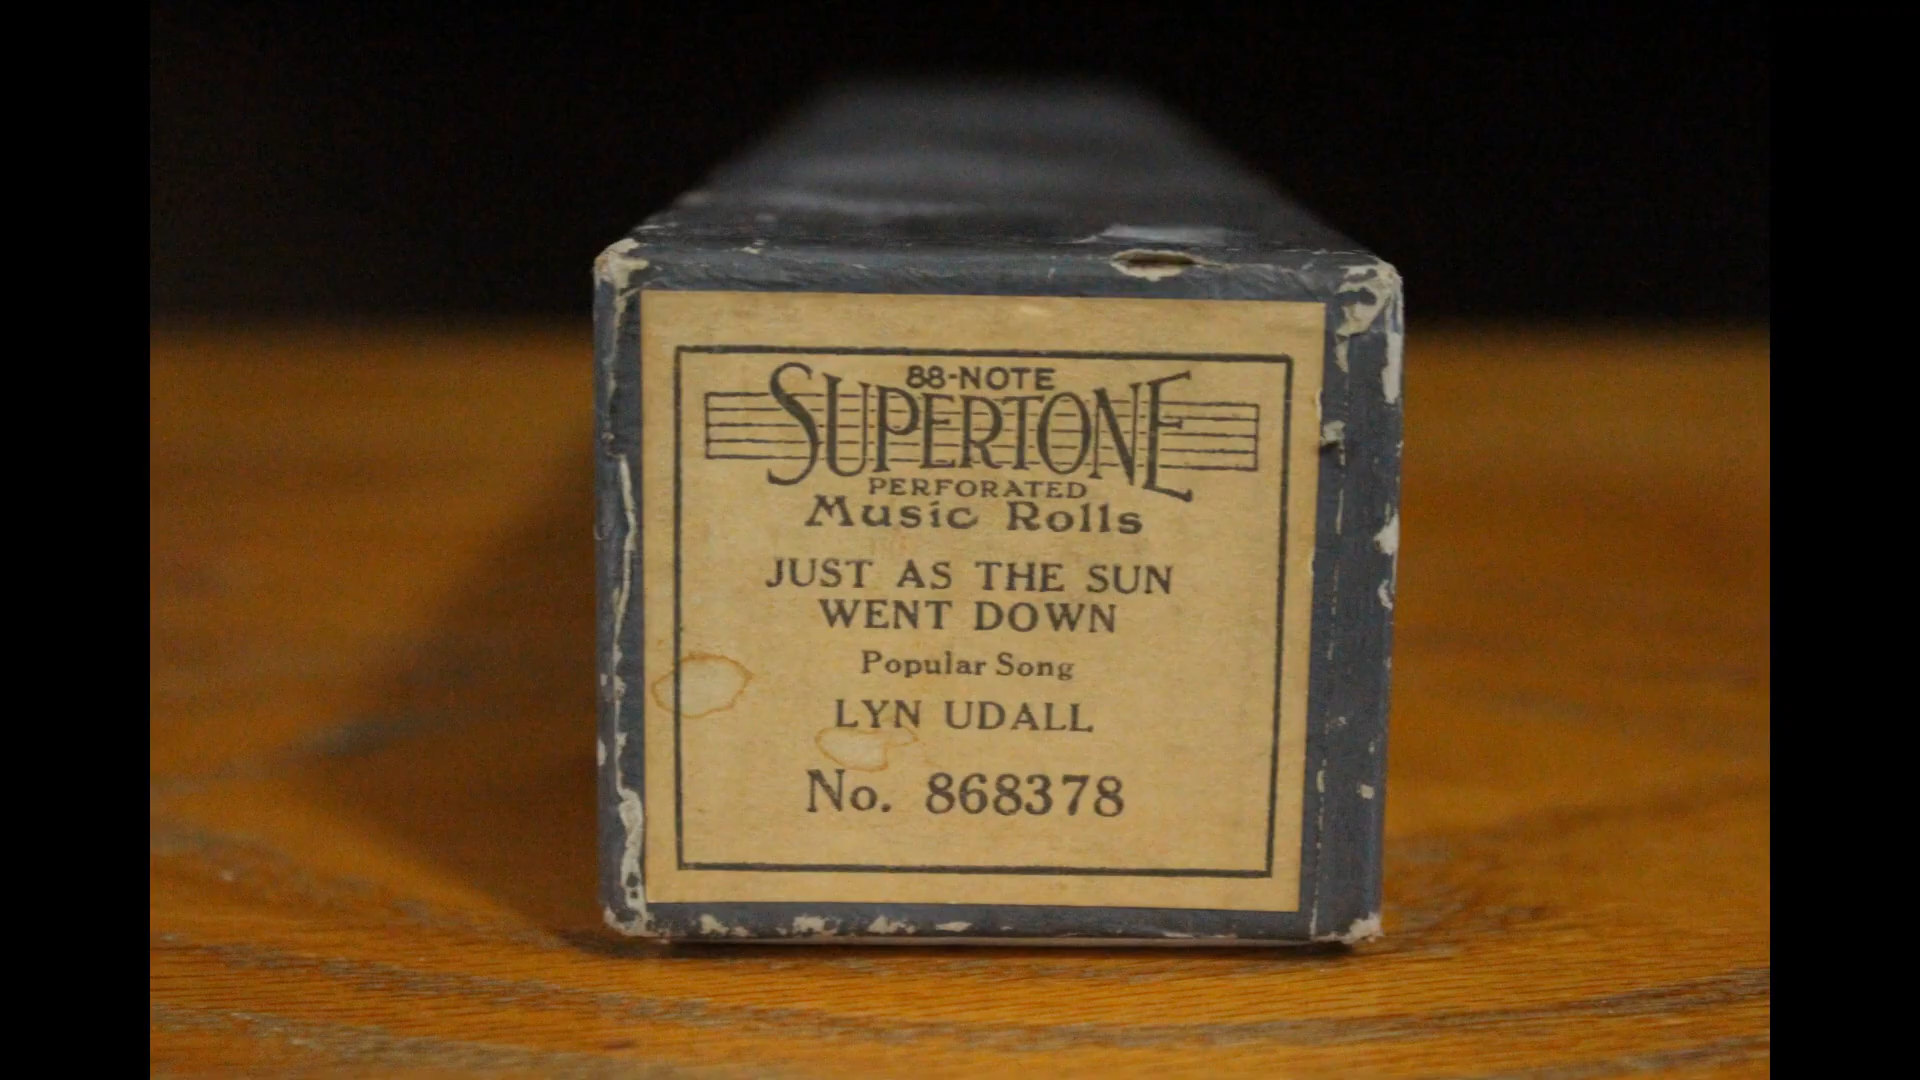 88-NOTE
SUPERTONE
PERFORATED
Music Rolls
JUST AS THE SUN
WENT DOWN
Popular Song
LYN UDALL
No. 868378